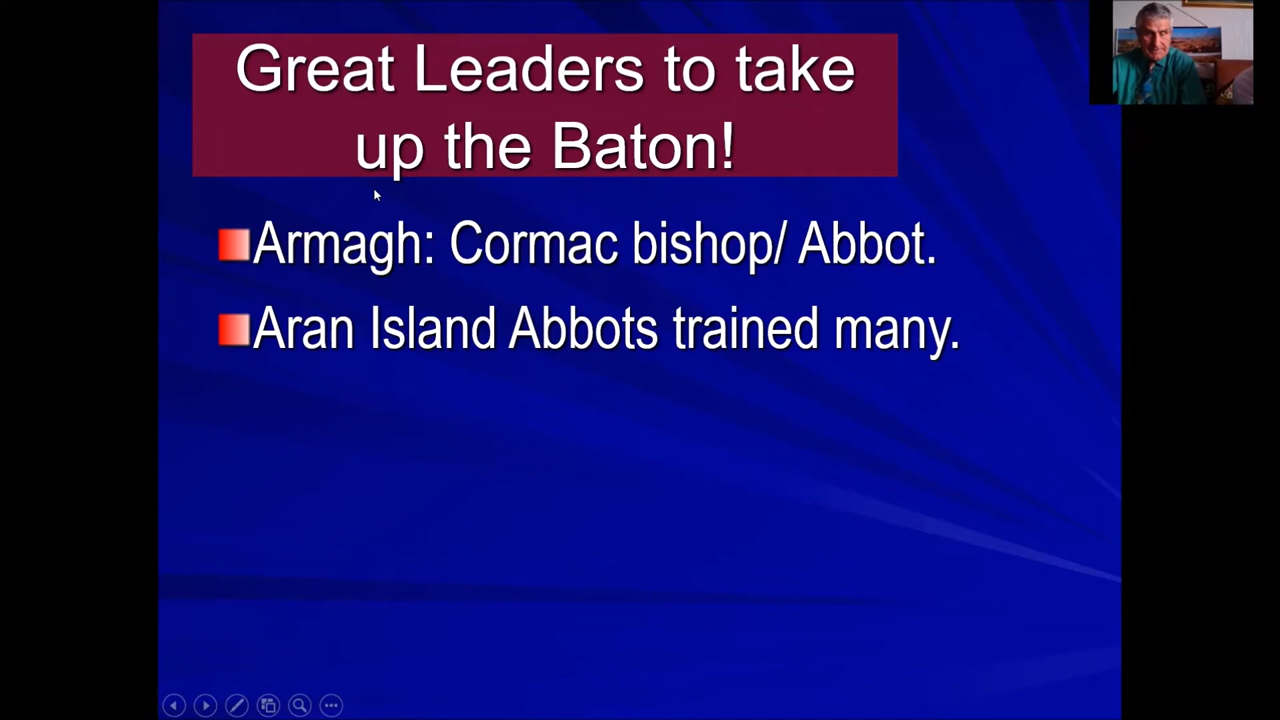 Great Leaders to take
up the Baton!
Armagh: Cormac bishop/ Abbot.
Aran Island Abbots trained many.